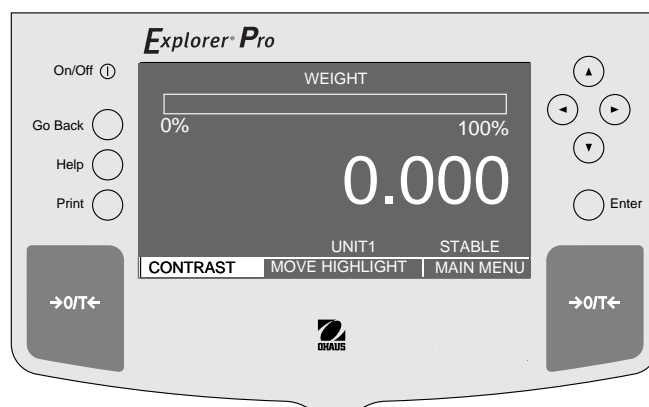 Explorer® Pro
On/Off
WEIGHT
Go Back
0% 100%
Help
0.000
Print
Enter
UNIT1 STABLE
CONTRAST MOVE HIGHLIGHT MAIN MENU
→0/T← →0/T←
OHAUS